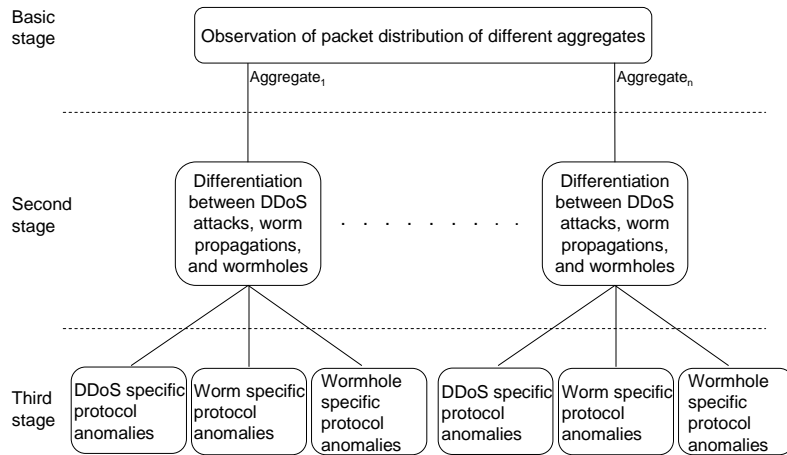 Basic
stage
Observation of packet distribution of different aggregates
Aggregate₁
Aggregateₙ
Second
stage
Differentiation
between DDoS
attacks, worm
propagations,
and wormholes
. . . . . . . . .
Differentiation
between DDoS
attacks, worm
propagations,
and wormholes
Third
stage
DDoS specific
protocol
anomalies
Worm specific
protocol
anomalies
Wormhole
specific
protocol
anomalies
DDoS specific
protocol
anomalies
Worm specific
protocol
anomalies
Wormhole
specific
protocol
anomalies